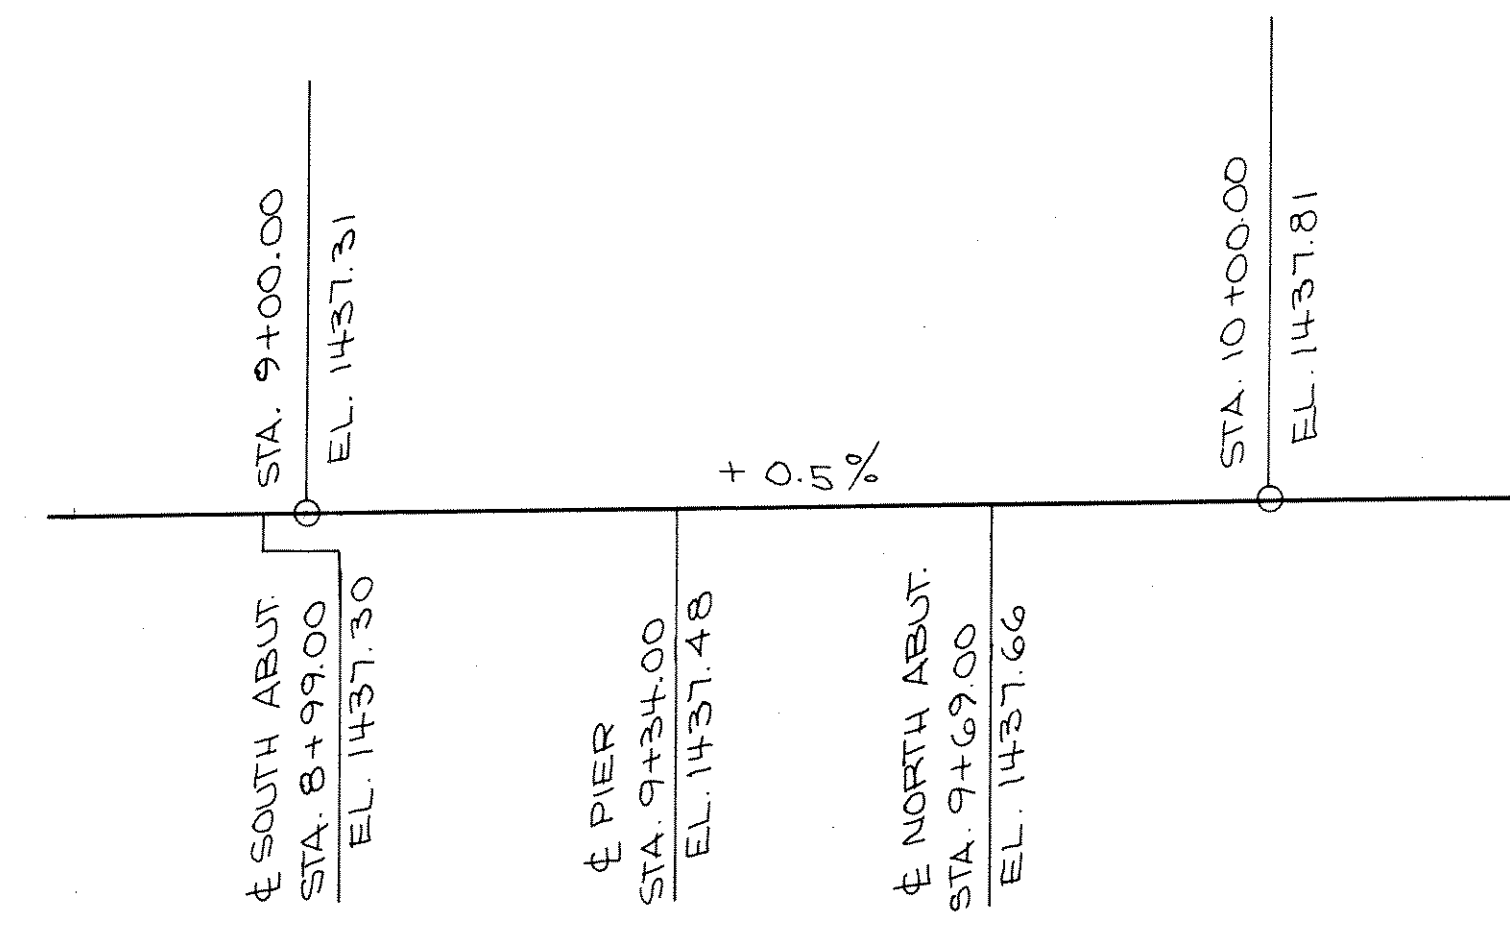 STA. 9+00.00
EL. 1437.31
+ 0.5%
STA. 10+00.00
EL. 1437.81
℄ SOUTH ABUT.
STA. 8+99.00
EL. 1437.30
℄ PIER
STA. 9+34.00
EL. 1437.48
℄ NORTH ABUT.
STA. 9+69.00
EL. 1437.66